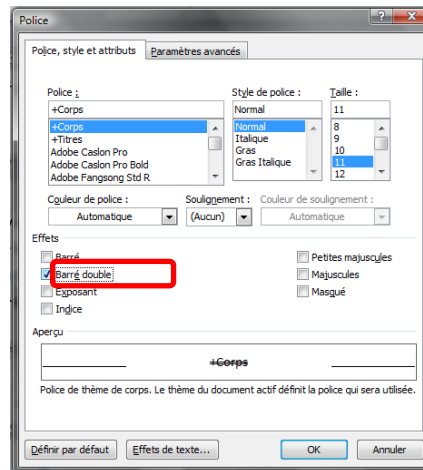 Police
Police, style et attributs Paramètres avancés
Police : Style de police : Taille :
+Corps Normal 11
+Corps Normal 8
+Titres Italique 9
Adobe Caslon Pro Gras 10
Adobe Caslon Pro Bold Gras Italique 11
Adobe Fangsong Std R 12
Couleur de police : Soulignement : Couleur de soulignement :
Automatique (Aucun) Automatique
Effets
Barré Petites majuscules
Barré double Majuscules
Exposant Masqué
Indice
Aperçu
+Corps
Police de thème de corps. Le thème du document actif définit la police qui sera utilisée.
Définir par défaut Effets de texte... OK Annuler